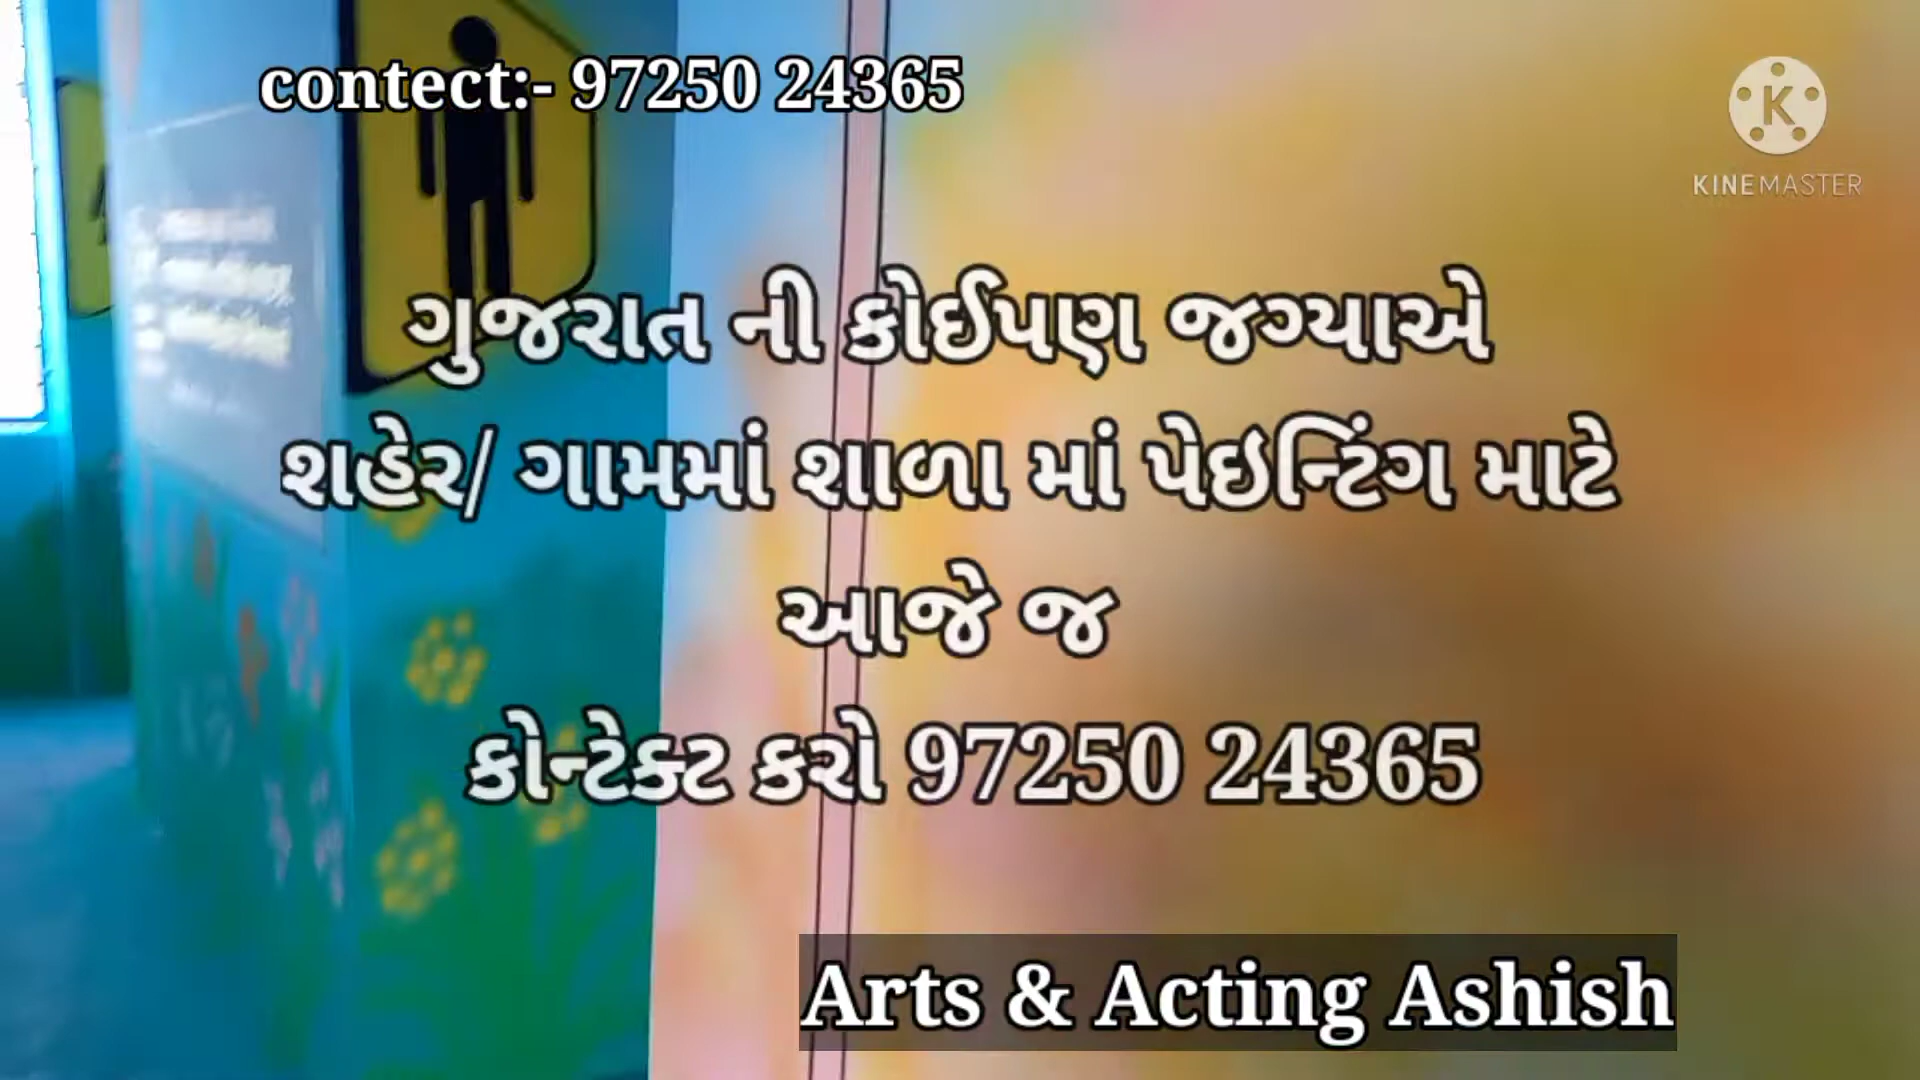 contect:- 97250 24365
KINEMASTER
ગુજરાત ની કોઈપણ જગ્યાએ
શહેર/ ગામમાં શાળા માં પેઇન્ટિંગ માટે
આજે જ
કોન્ટેક્ટ કરો 97250 24365
Arts & Acting Ashish